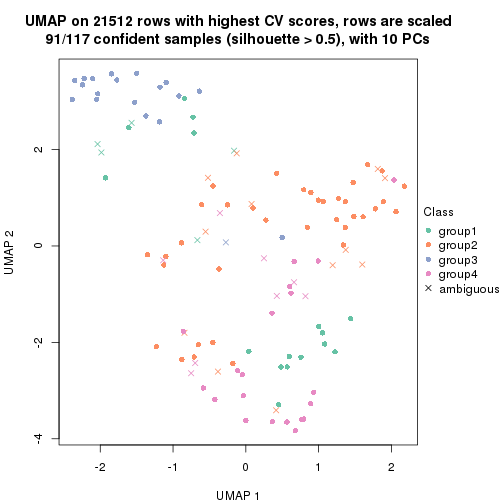 UMAP on 21512 rows with highest CV scores, rows are scaled
91/117 confident samples (silhouette > 0.5), with 10 PCs
Class
group1
group2
group3
group4
ambiguous
UMAP 2
2
0
-2
-4
-2
-1
0
1
2
UMAP 1